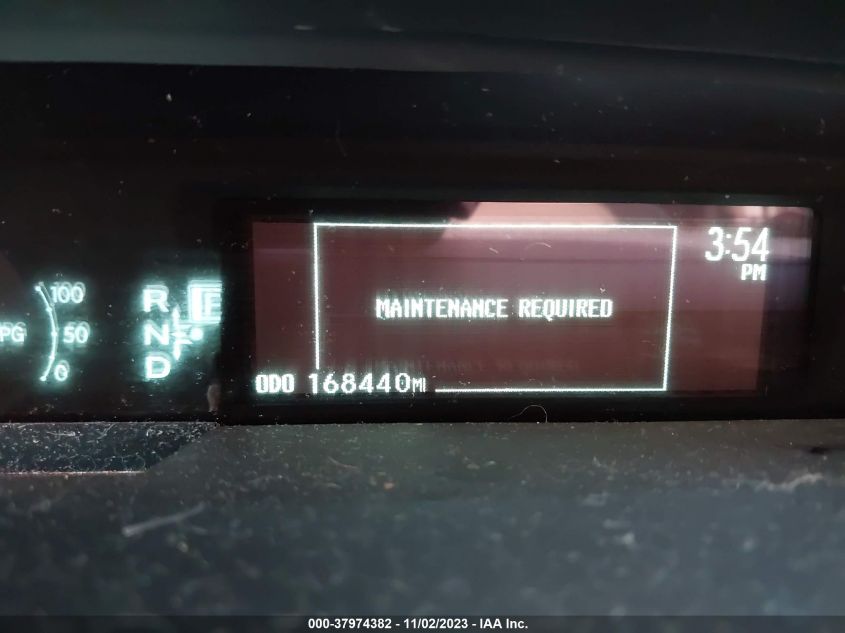 3:54
PM
100
R
PG
50
N
MAINTENANCE REQUIRED
0
D
ODO 168440MI
000-37974382 - 11/02/2023 - IAA Inc.